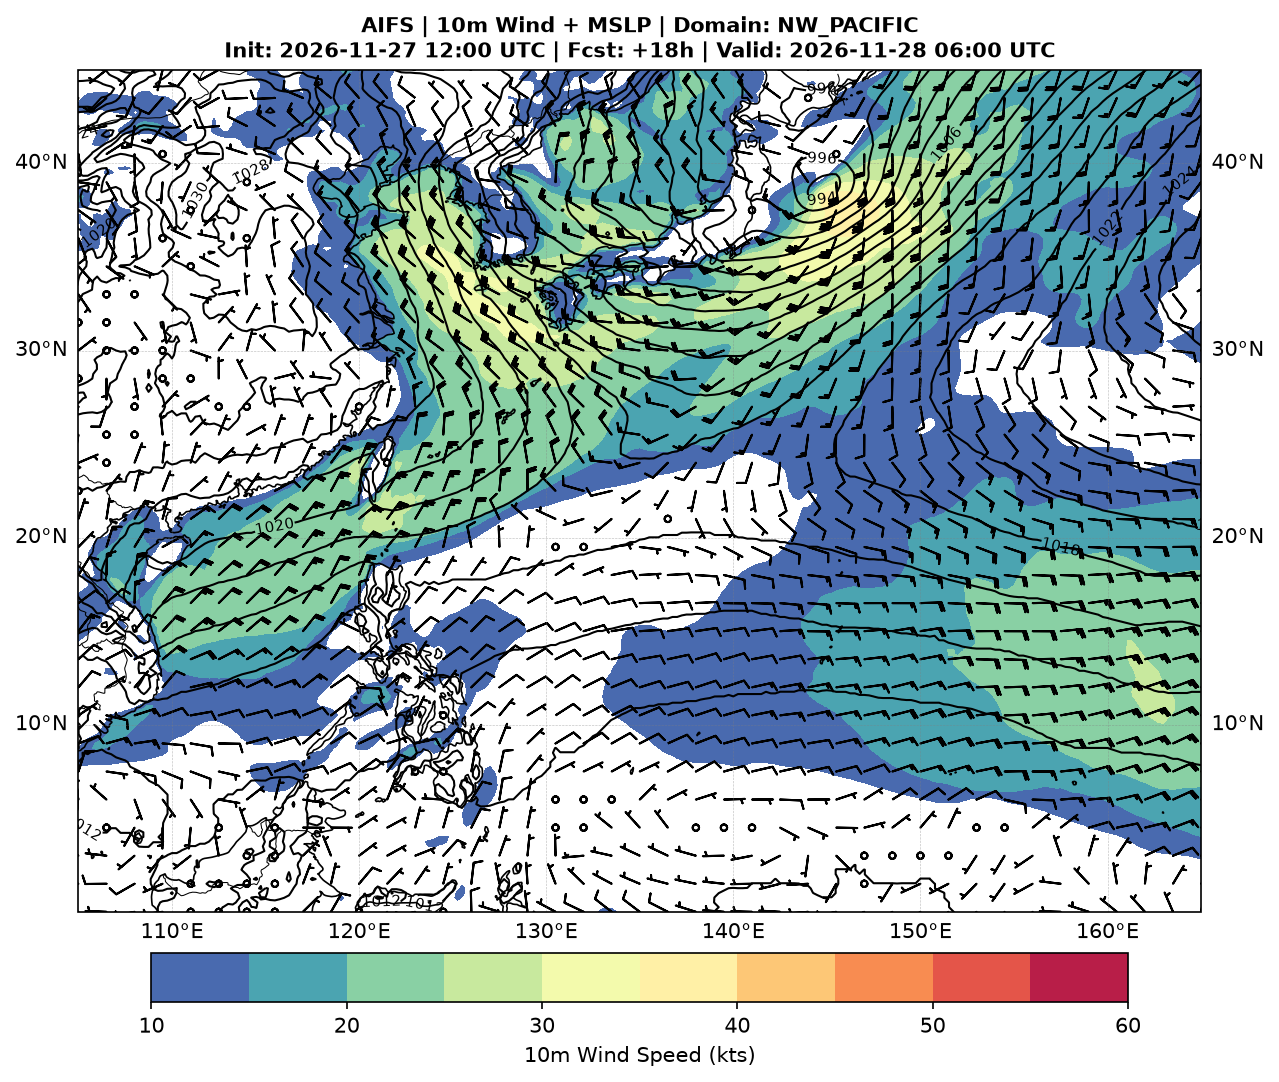 AIFS | 10m Wind + MSLP | Domain: NW_PACIFIC
Init: 2026-11-27 12:00 UTC | Fcst: +18h | Valid: 2026-11-28 06:00 UTC
996
1006
996
1028
1030
1024
1022
1020
1018
1012
1012
40°N
40°N
30°N
30°N
20°N
20°N
10°N
10°N
110°E 120°E 130°E 140°E 150°E 160°E
10 20 30 40 50 60
10m Wind Speed (kts)